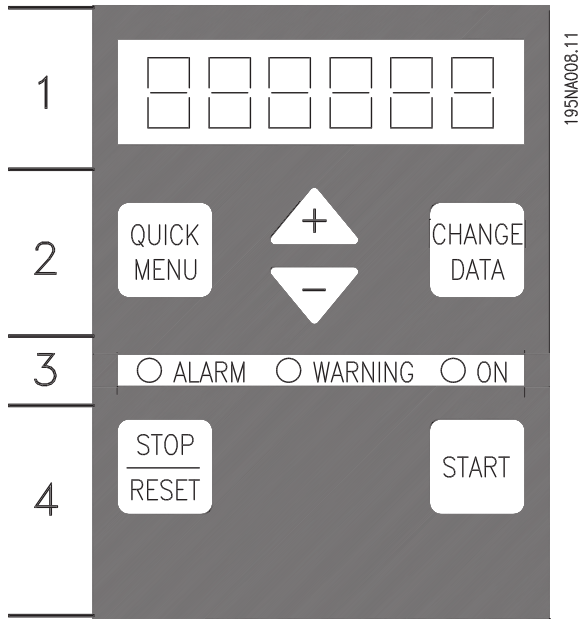 1
195NA008.11
2
QUICK
MENU
+
−
CHANGE
DATA
3
ALARM WARNING ON
4
STOP
RESET
START